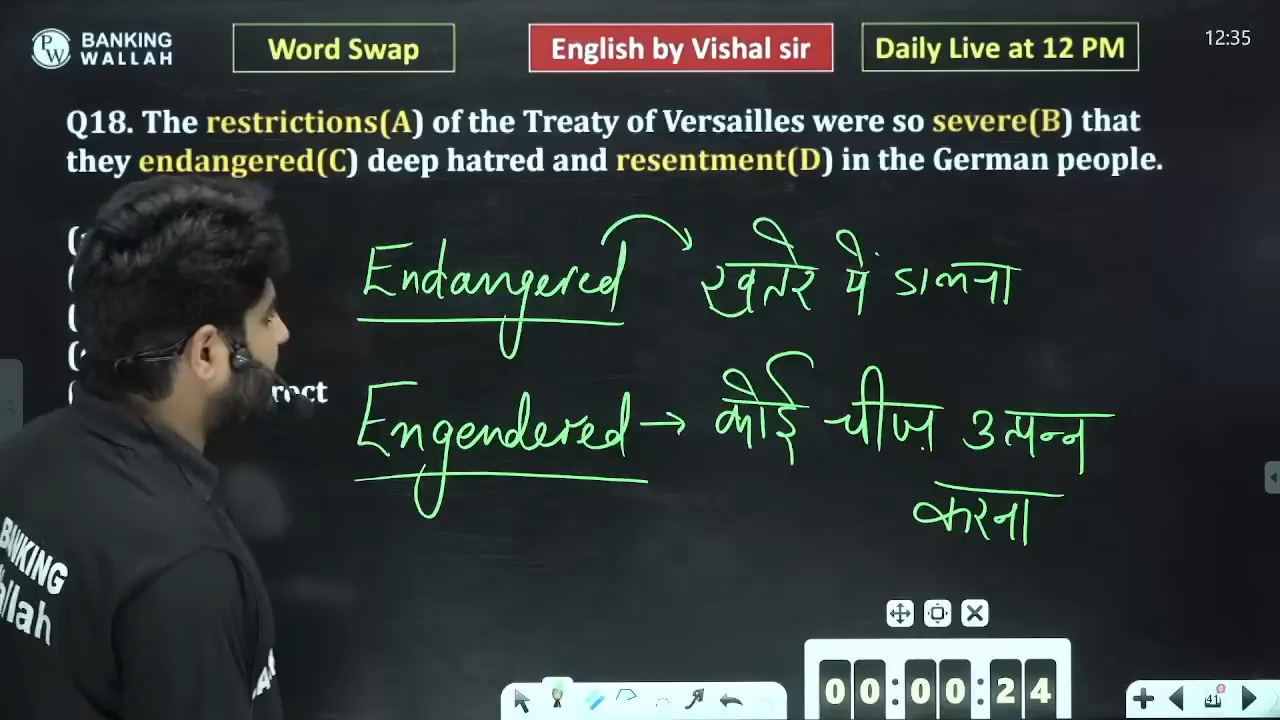 PW BANKING WALLAH
Word Swap
English by Vishal sir
Daily Live at 12 PM
12:35
Q18. The restrictions(A) of the Treaty of Versailles were so severe(B) that
they endangered(C) deep hatred and resentment(D) in the German people.
Endangered खतरे में डालना
Engendered → कोई चीज़ उत्पन्न
करना
BANKING
00:00:24
41